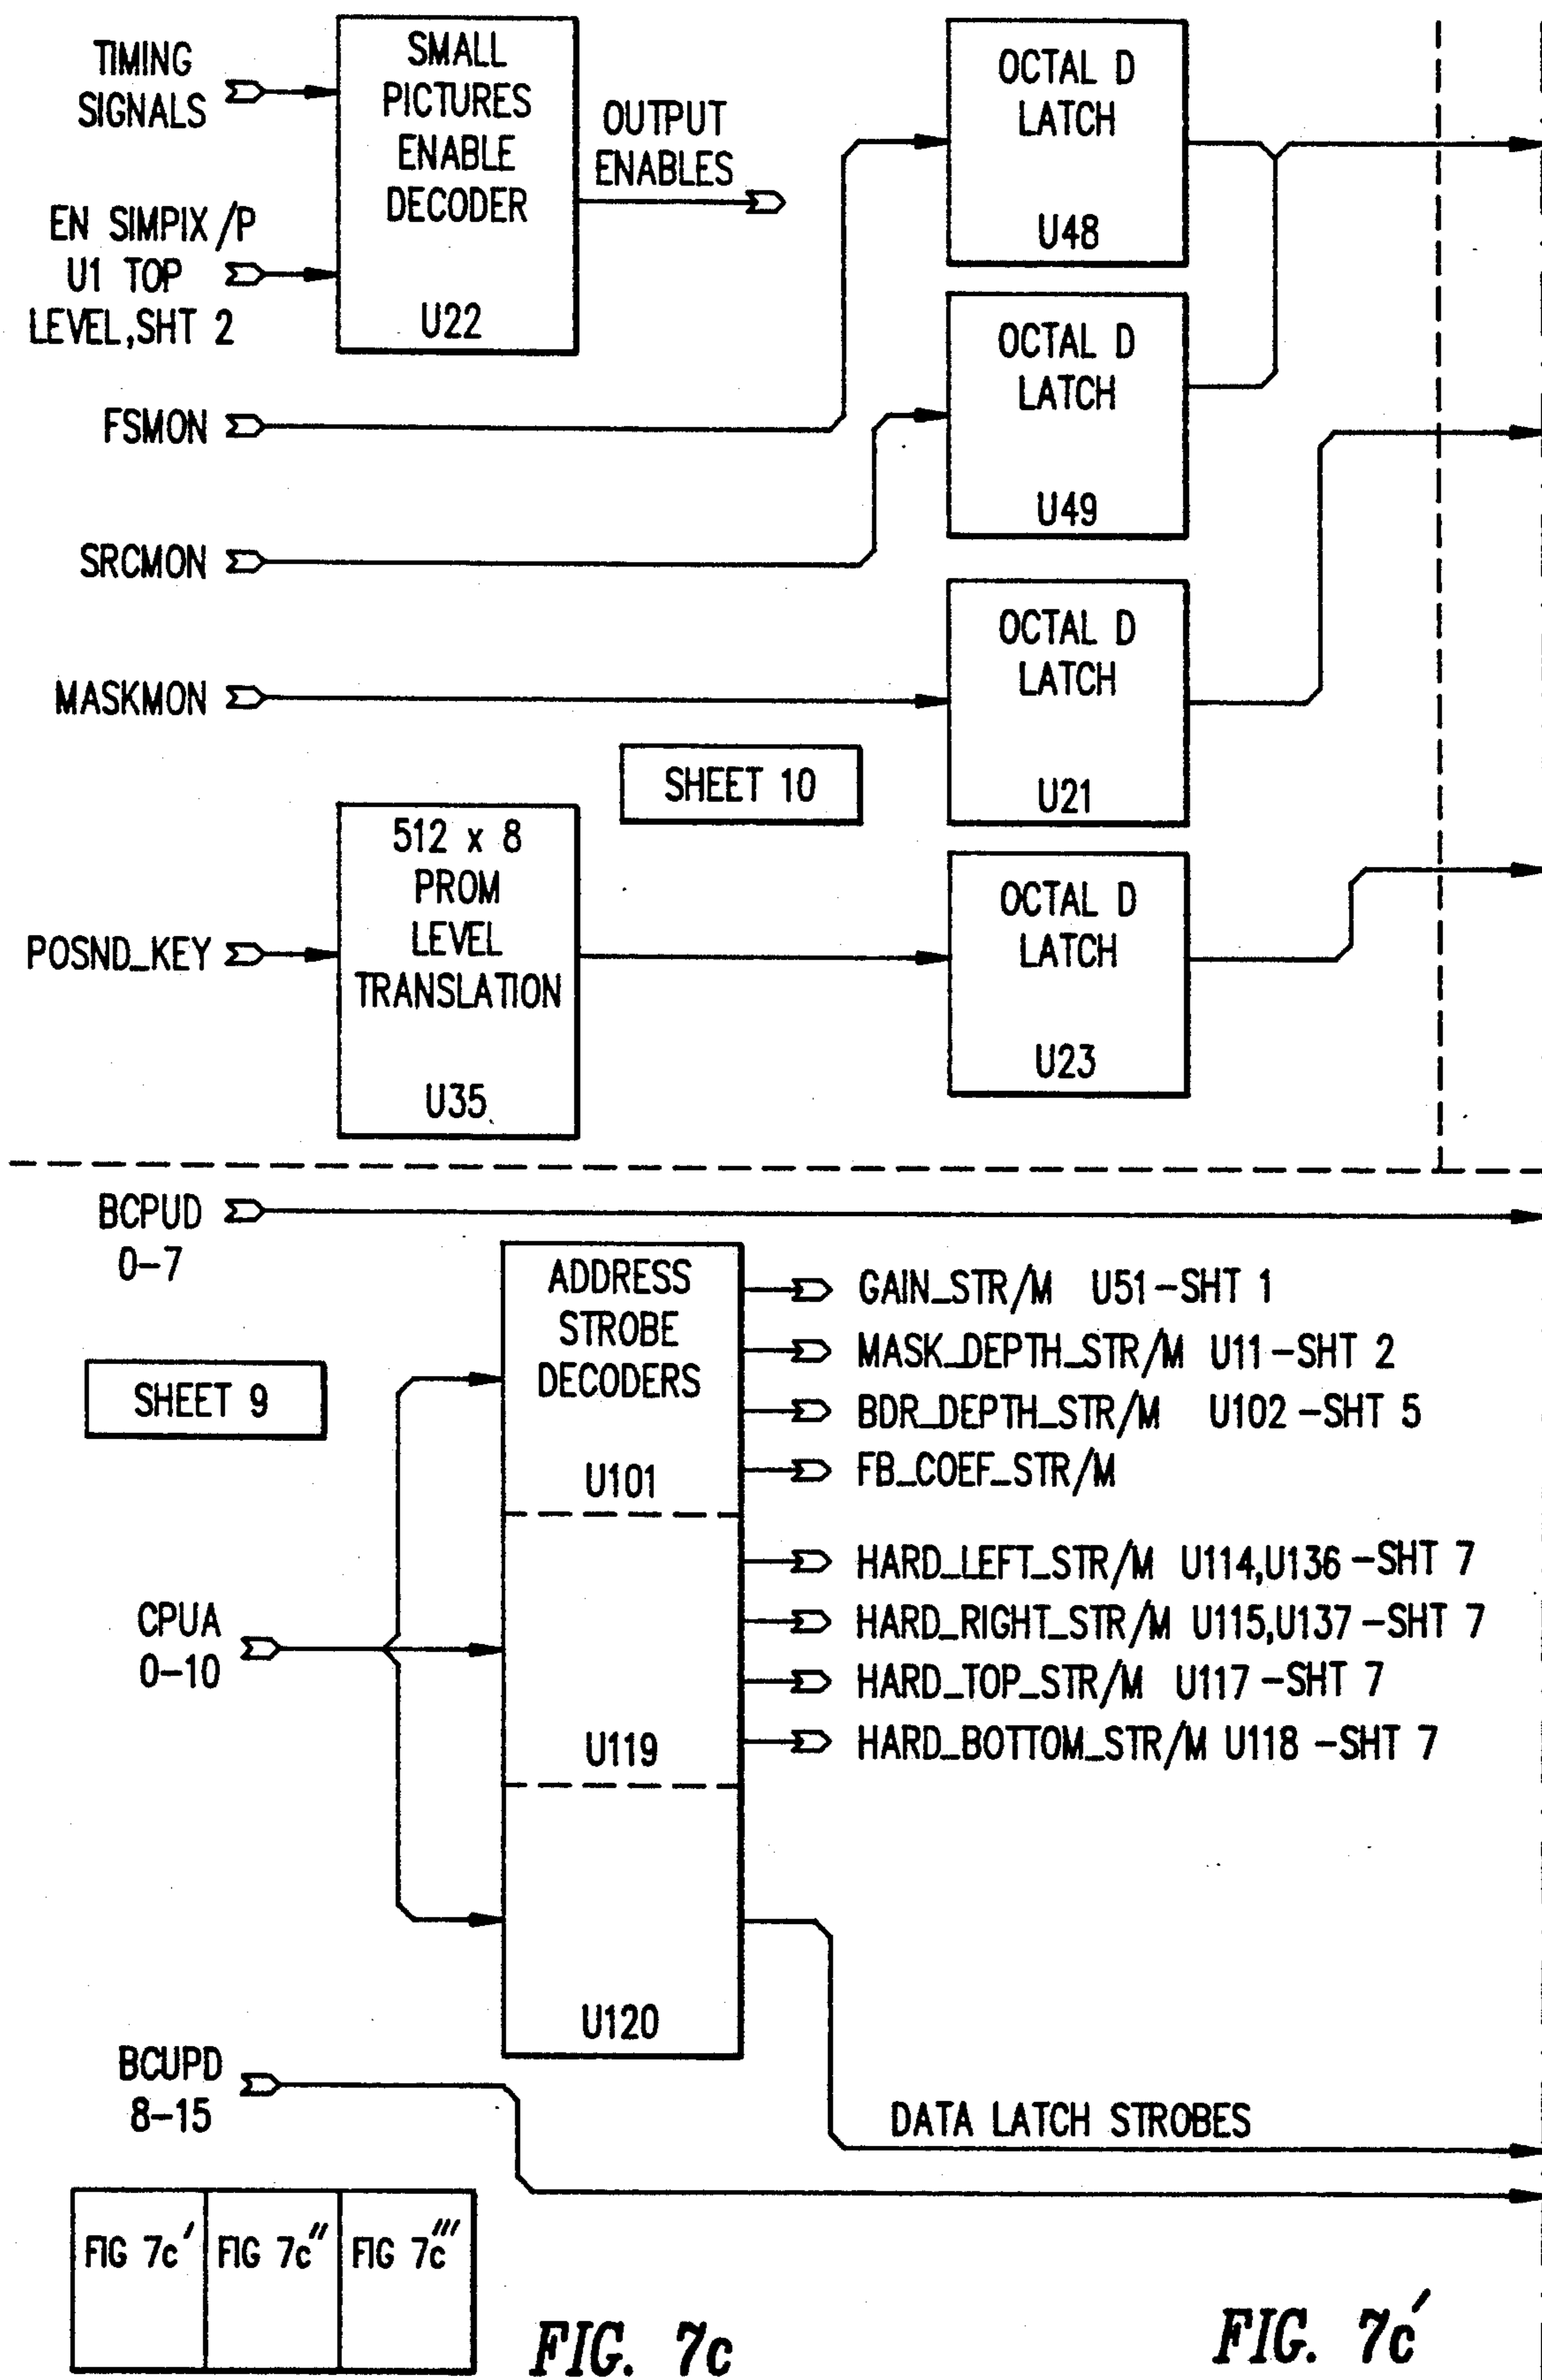 TIMING
SIGNALS
SMALL
PICTURES
ENABLE
DECODER
U22
OUTPUT
ENABLES
EN SIMPIX/P
U1 TOP
LEVEL,SHT 2
OCTAL D
LATCH
U48
FSMON
OCTAL D
LATCH
U49
SRCMON
OCTAL D
LATCH
U21
MASKMON
SHEET 10
512 x 8
PROM
LEVEL
TRANSLATION
U35
POSND_KEY
OCTAL D
LATCH
U23
BCPUD
0-7
ADDRESS
STROBE
DECODERS
U101
GAIN_STR/M U51-SHT 1
MASK_DEPTH_STR/M U11-SHT 2
BDR_DEPTH_STR/M U102-SHT 5
FB_COEF_STR/M
SHEET 9
HARD_LEFT_STR/M U114,U136-SHT 7
HARD_RIGHT_STR/M U115,U137-SHT 7
HARD_TOP_STR/M U117-SHT 7
HARD_BOTTOM_STR/M U118-SHT 7
CPUA
0-10
U119
U120
BCUPD
8-15
DATA LATCH STROBES
FIG 7c' FIG 7c'' FIG 7c'''
FIG. 7c
FIG. 7c'